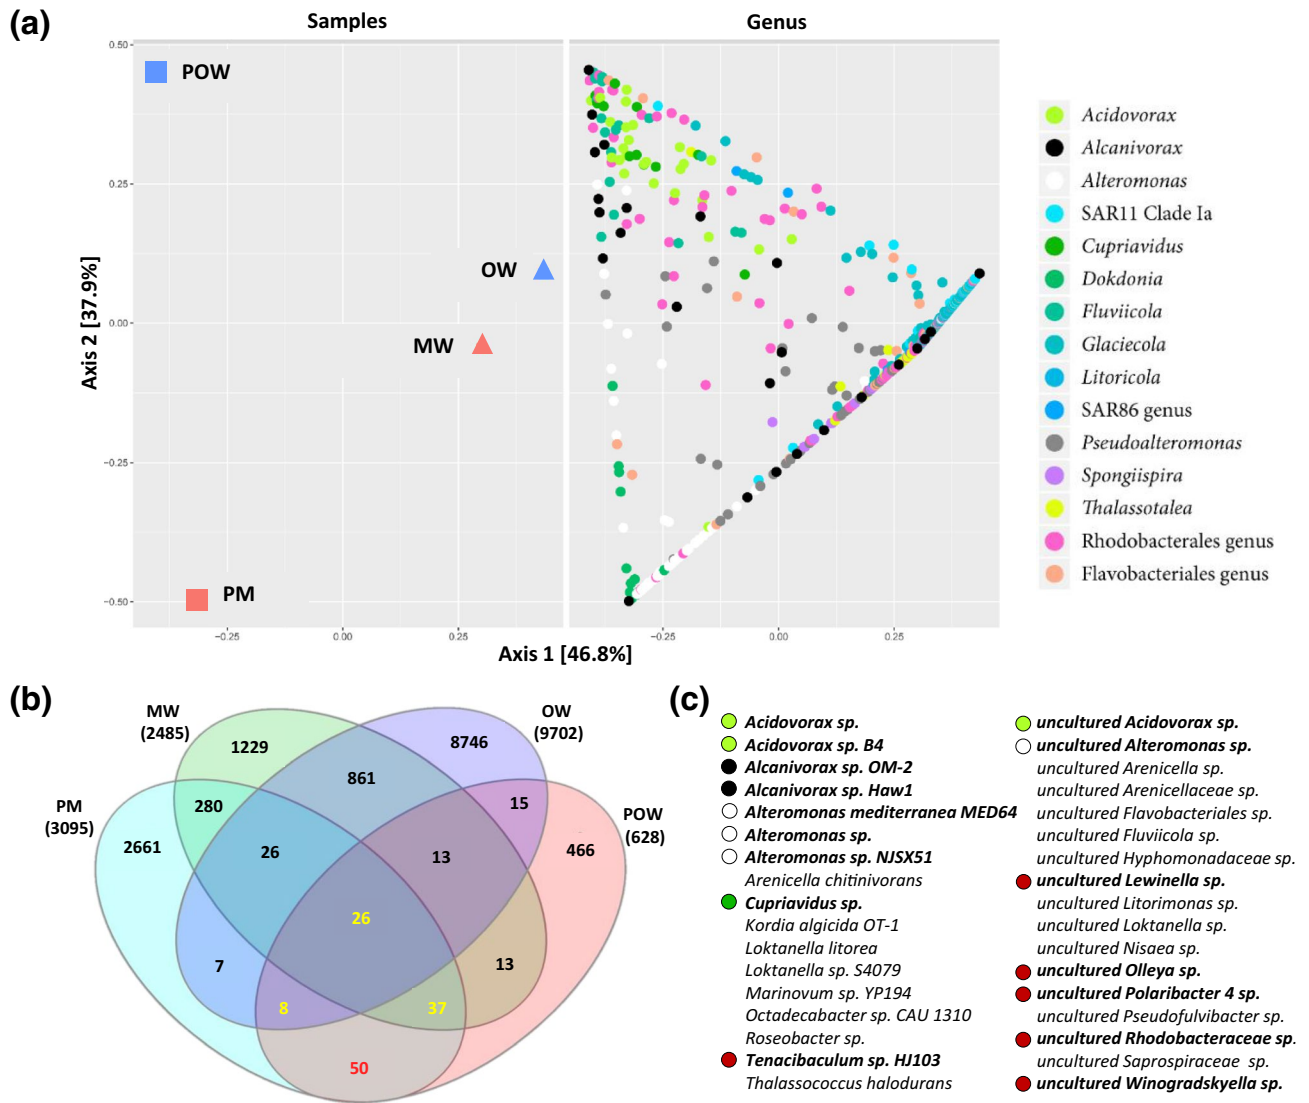 (a)
Samples
Genus
0.50
0.25
0.00
−0.25
−0.50
Axis 2 [37.9%]
POW
OW
MW
PM
−0.25
0.00
0.25
−0.25
0.00
0.25
Axis 1 [46.8%]
Acidovorax
Alcanivorax
Alteromonas
SAR11 Clade Ia
Cupriavidus
Dokdonia
Fluviicola
Glaciecola
Litoricola
SAR86 genus
Pseudoalteromonas
Spongiispira
Thalassotalea
Rhodobacterales genus
Flavobacteriales genus
(b)
MW
(2485)
OW
(9702)
PM
(3095)
POW
(628)
1229
8746
861
280
15
2661
26
13
466
26
7
13
8
37
50
(c)
Acidovorax sp.
Acidovorax sp. B4
Alcanivorax sp. OM-2
Alcanivorax sp. Haw1
Alteromonas mediterranea MED64
Alteromonas sp.
Alteromonas sp. NJSX51
Arenicella chitinivorans
Cupriavidus sp.
Kordia algicida OT-1
Loktanella litorea
Loktanella sp. S4079
Marinovum sp. YP194
Octadecabacter sp. CAU 1310
Roseobacter sp.
Tenacibaculum sp. HJ103
Thalassococcus halodurans
uncultured Acidovorax sp.
uncultured Alteromonas sp.
uncultured Arenicella sp.
uncultured Arenicellaceae sp.
uncultured Flavobacteriales sp.
uncultured Fluviicola sp.
uncultured Hyphomonadaceae sp.
uncultured Lewinella sp.
uncultured Litorimonas sp.
uncultured Loktanella sp.
uncultured Nisaea sp.
uncultured Olleya sp.
uncultured Polaribacter 4 sp.
uncultured Pseudofulvibacter sp.
uncultured Rhodobacteraceae sp.
uncultured Saprospiraceae sp.
uncultured Winogradskyella sp.